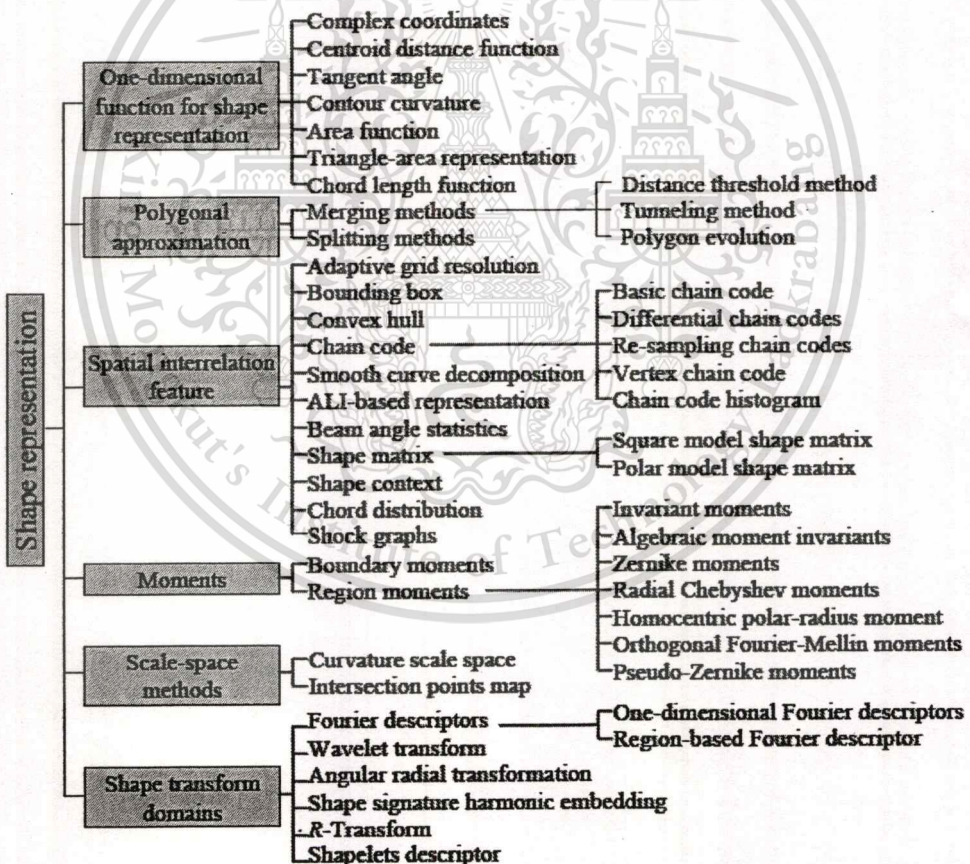 Shape representation
One-dimensional
function for shape
representation
Complex coordinates
Centroid distance function
Tangent angle
Contour curvature
Area function
Triangle-area representation
Chord length function
Polygonal
approximation
Merging methods
Distance threshold method
Tunneling method
Polygon evolution
Splitting methods
Spatial interrelation
feature
Adaptive grid resolution
Bounding box
Convex hull
Chain code
Basic chain code
Differential chain codes
Re-sampling chain codes
Vertex chain code
Chain code histogram
Smooth curve decomposition
ALI-based representation
Beam angle statistics
Shape matrix
Square model shape matrix
Polar model shape matrix
Shape context
Chord distribution
Shock graphs
Moments
Boundary moments
Region moments
Invariant moments
Algebraic moment invariants
Zernike moments
Radial Chebyshev moments
Homocentric polar-radius moment
Orthogonal Fourier-Mellin moments
Pseudo-Zernike moments
Scale-space
methods
Curvature scale space
Intersection points map
Shape transform
domains
Fourier descriptors
One-dimensional Fourier descriptors
Region-based Fourier descriptor
Wavelet transform
Angular radial transformation
Shape signature harmonic embedding
R-Transform
Shapelets descriptor
Mongkut's Institute of Technology Ladkrabang